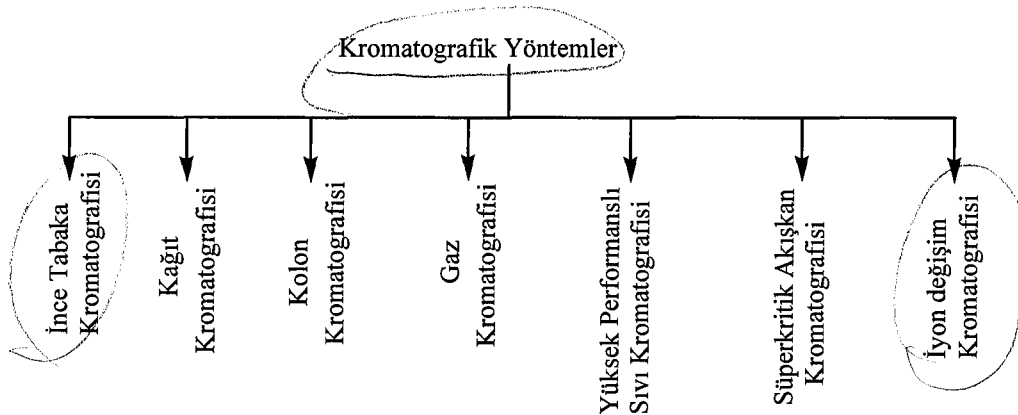 Kromatografik Yöntemler
İnce Tabaka
Kromatografisi
Kağıt
Kromatografisi
Kolon
Kromatografisi
Gaz
Kromatografisi
Yüksek Performanslı
Sıvı Kromatografisi
Süperkritik Akışkan
Kromatografisi
İyon değişim
Kromatografisi